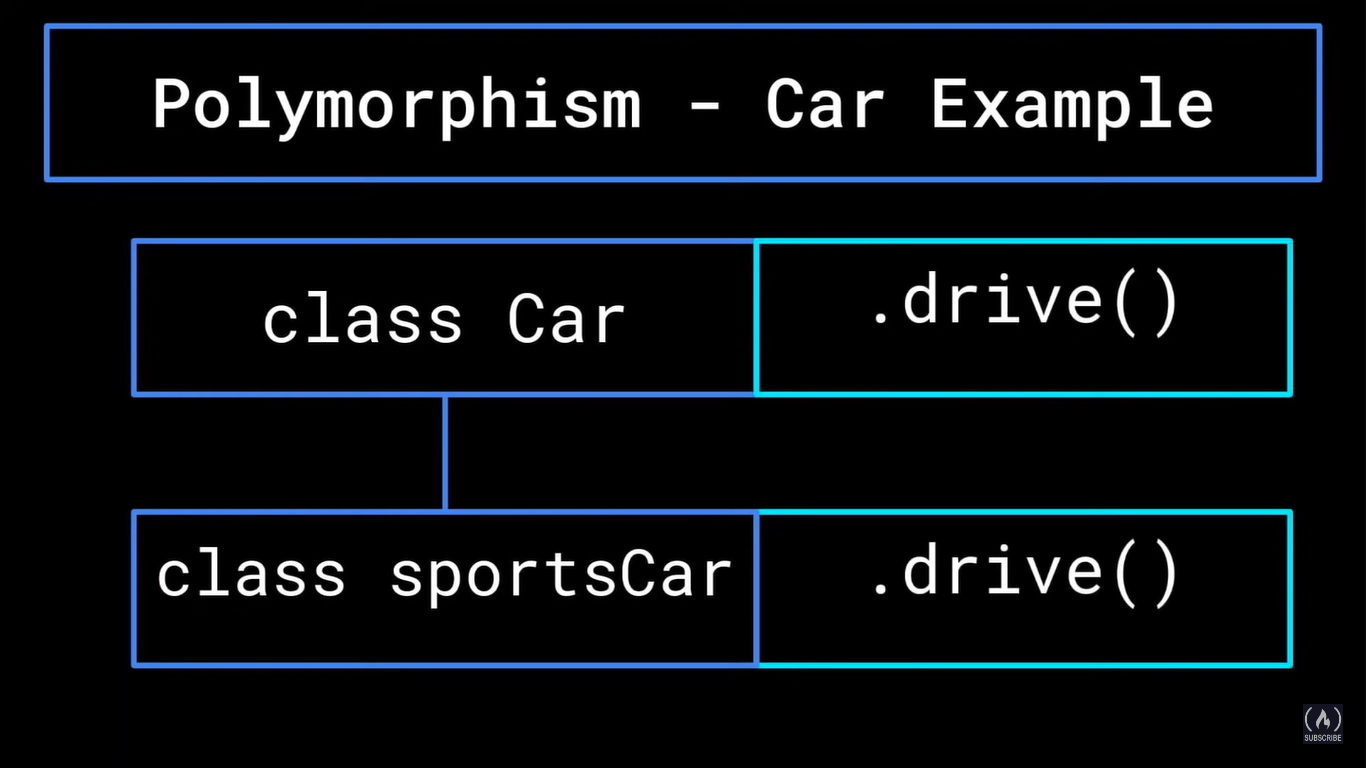 Polymorphism - Car Example
class Car
.drive()
class sportsCar
.drive()
SUBSCRIBE